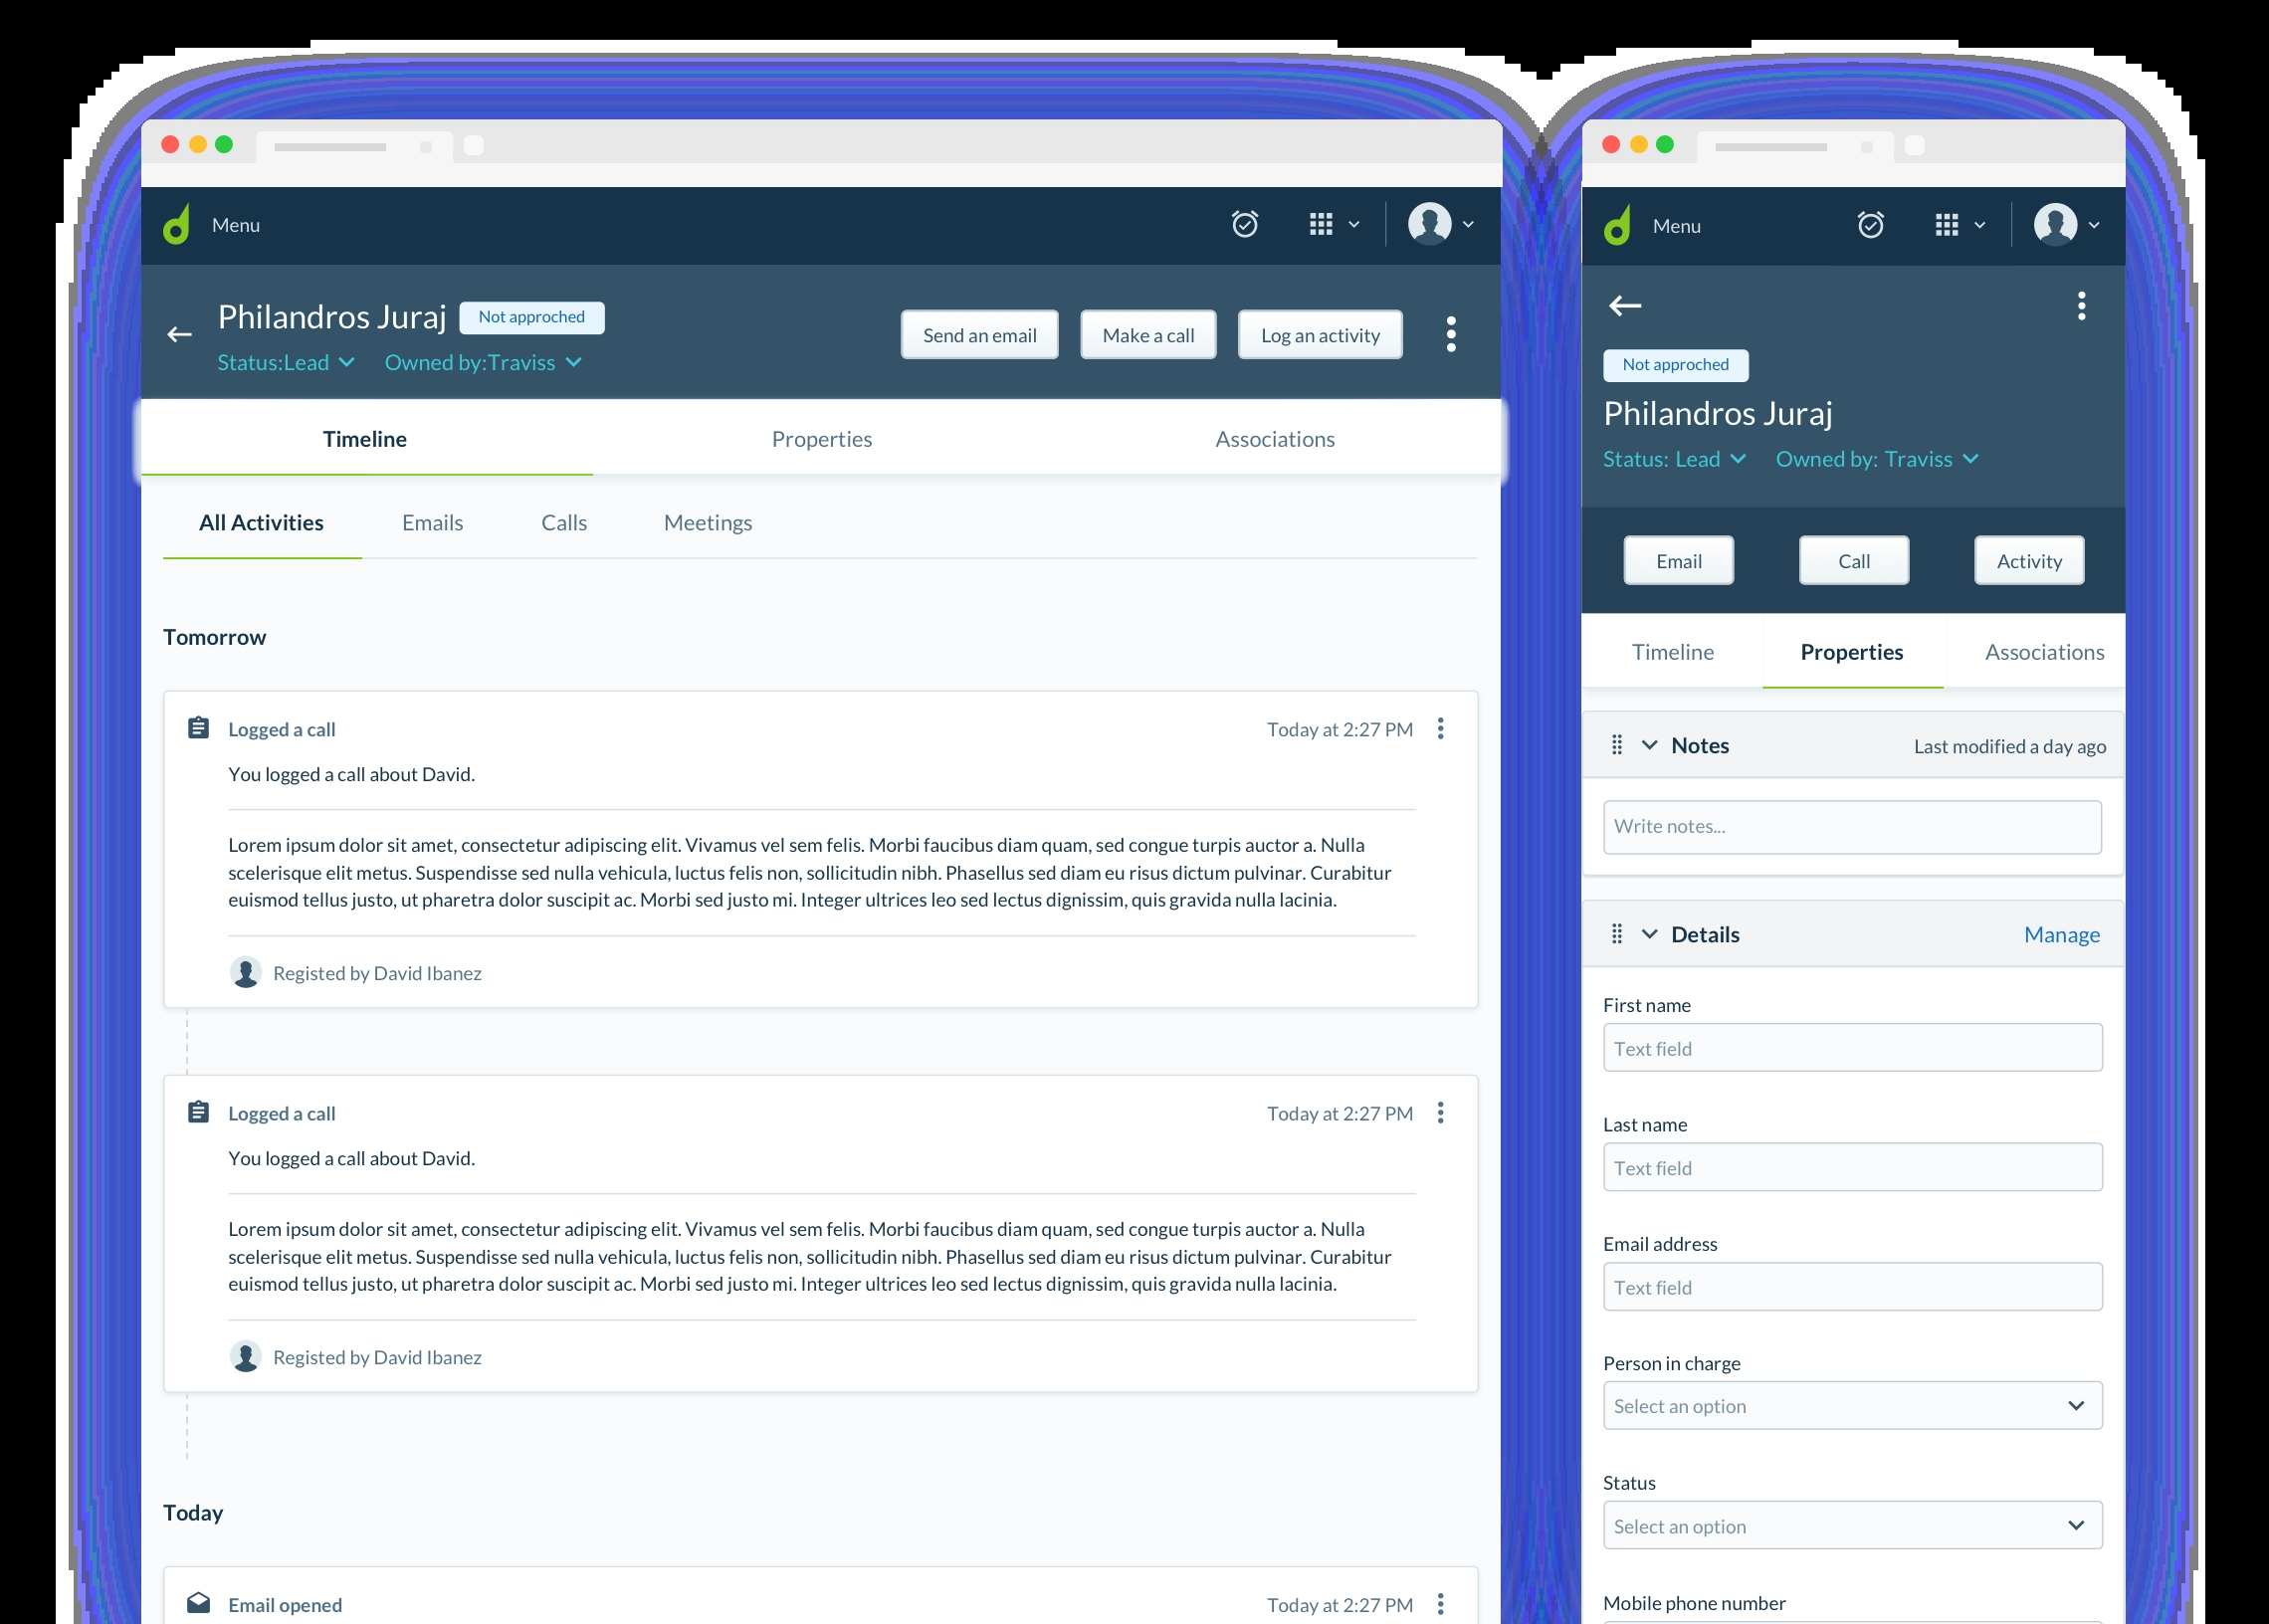 Menu
Philandros Juraj
Not approched
Status:Lead
Owned by:Traviss
Send an email
Make a call
Log an activity
Timeline
Properties
Associations
All Activities
Emails
Calls
Meetings
Tomorrow
Logged a call
Today at 2:27 PM
You logged a call about David.
Lorem ipsum dolor sit amet, consectetur adipiscing elit. Vivamus vel sem felis. Morbi faucibus diam quam, sed congue turpis auctor a. Nulla
scelerisque elit metus. Suspendisse sed nulla vehicula, luctus felis non, sollicitudin nibh. Phasellus sed diam eu risus dictum pulvinar. Curabitur
euismod tellus justo, ut pharetra dolor suscipit ac. Morbi sed justo mi. Integer ultrices leo sed lectus dignissim, quis gravida nulla lacinia.
Registed by David Ibanez
Logged a call
Today at 2:27 PM
You logged a call about David.
Lorem ipsum dolor sit amet, consectetur adipiscing elit. Vivamus vel sem felis. Morbi faucibus diam quam, sed congue turpis auctor a. Nulla
scelerisque elit metus. Suspendisse sed nulla vehicula, luctus felis non, sollicitudin nibh. Phasellus sed diam eu risus dictum pulvinar. Curabitur
euismod tellus justo, ut pharetra dolor suscipit ac. Morbi sed justo mi. Integer ultrices leo sed lectus dignissim, quis gravida nulla lacinia.
Registed by David Ibanez
Today
Email opened
Today at 2:27 PM
Menu
Not approched
Philandros Juraj
Status: Lead
Owned by: Traviss
Email
Call
Activity
Timeline
Properties
Associations
Notes
Last modified a day ago
Write notes...
Details
Manage
First name
Text field
Last name
Text field
Email address
Text field
Person in charge
Select an option
Status
Select an option
Mobile phone number